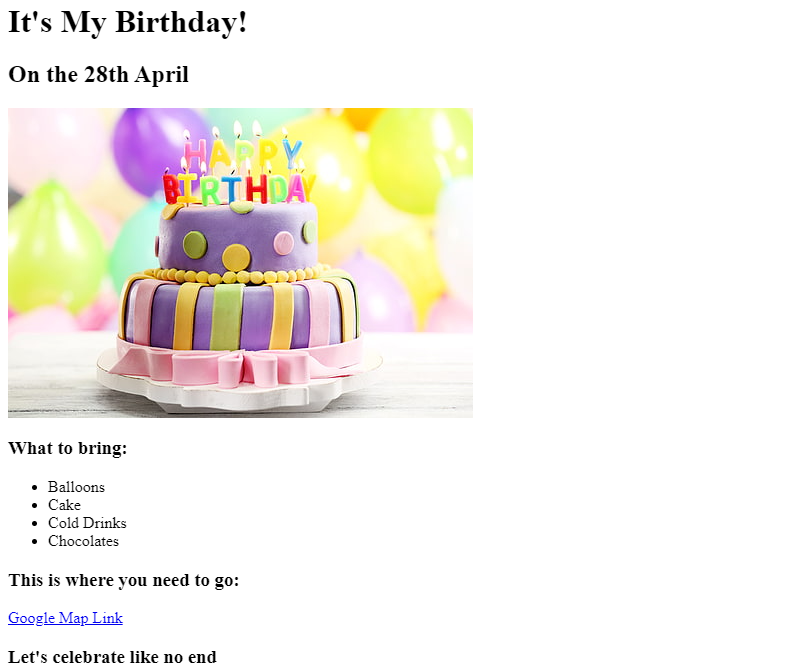 It's My Birthday!
On the 28th April
HAPPY
BIRTHDAY
What to bring:
Balloons
Cake
Cold Drinks
Chocolates
This is where you need to go:
Google Map Link
Let's celebrate like no end